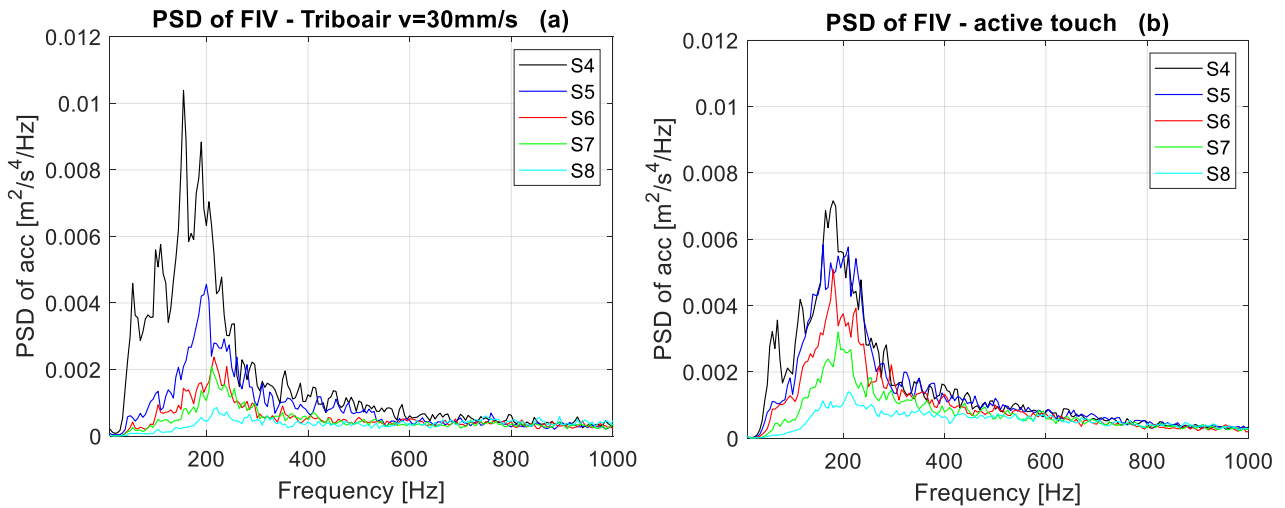 PSD of FIV - Triboair v=30mm/s (a)
0.012
0.01
0.008
0.006
0.004
0.002
0
PSD of acc [m²/s⁴/Hz]
S4
S5
S6
S7
S8
200 400 600 800 1000
Frequency [Hz]
PSD of FIV - active touch (b)
0.012
0.01
0.008
0.006
0.004
0.002
0
PSD of acc [m²/s⁴/Hz]
S4
S5
S6
S7
S8
200 400 600 800 1000
Frequency [Hz]